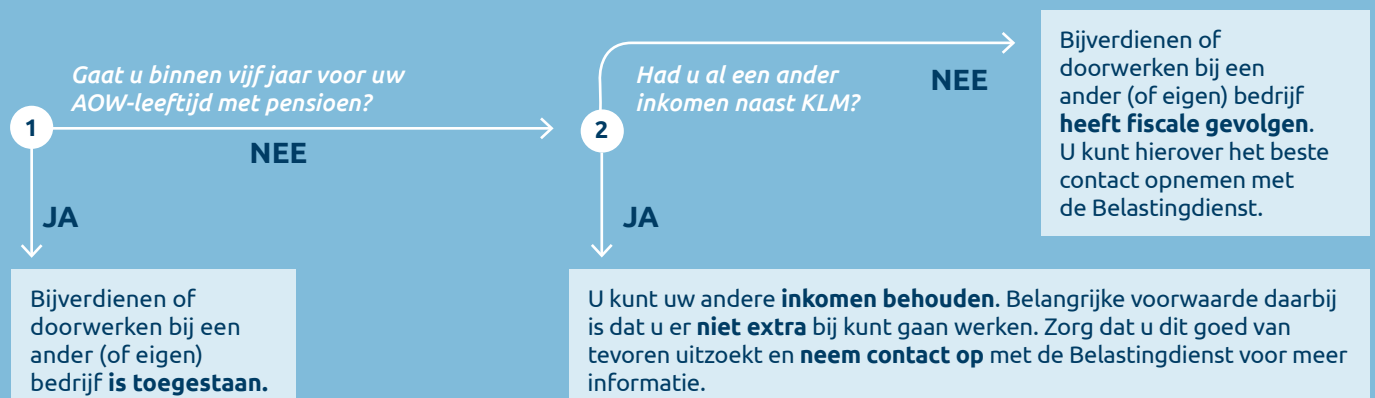 Gaat u binnen vijf jaar voor uw
AOW-leeftijd met pensioen?
1
NEE
JA
Bijverdienen of
doorwerken bij een
ander (of eigen)
bedrijf is toegestaan.
Had u al een ander
inkomen naast KLM?
2
NEE
JA
Bijverdienen of
doorwerken bij een
ander (of eigen) bedrijf
heeft fiscale gevolgen.
U kunt hierover het beste
contact opnemen met
de Belastingdienst.
U kunt uw andere inkomen behouden. Belangrijke voorwaarde daarbij
is dat u er niet extra bij kunt gaan werken. Zorg dat u dit goed van
tevoren uitzoekt en neem contact op met de Belastingdienst voor meer
informatie.